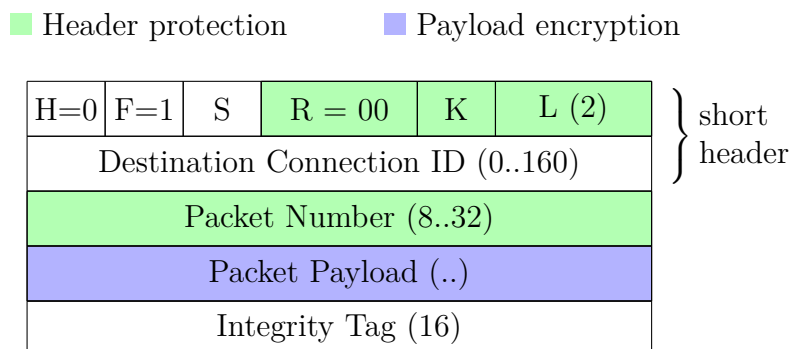 Header protection Payload encryption
H=0 F=1 S R = 00 K L (2)
short
header
Destination Connection ID (0..160)
Packet Number (8..32)
Packet Payload (..)
Integrity Tag (16)